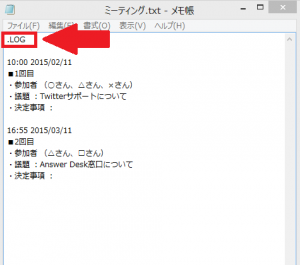 ミーティング.txt - メモ帳
ファイル(F) 編集(E) 書式(O) 表示(V) ヘルプ(H)
.LOG
10:00 2015/02/11
■1回目
・参加者 （○さん、△さん、×さん）
・議題 ：Twitterサポートについて
・決定事項 ：
16:55 2015/03/11
■2回目
・参加者 （△さん、□さん）
・議題 ：Answer Desk窓口について
・決定事項 ：